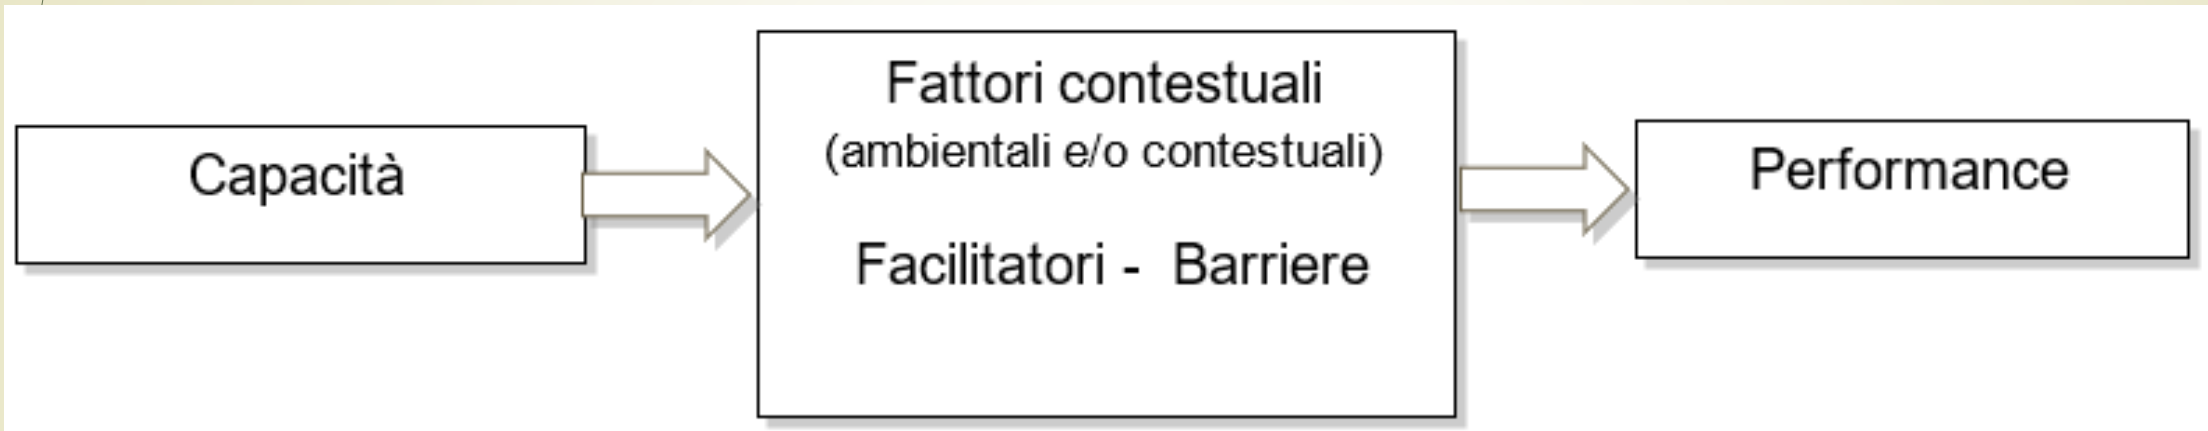 Capacità
Fattori contestuali
(ambientali e/o contestuali)
Facilitatori - Barriere
Performance